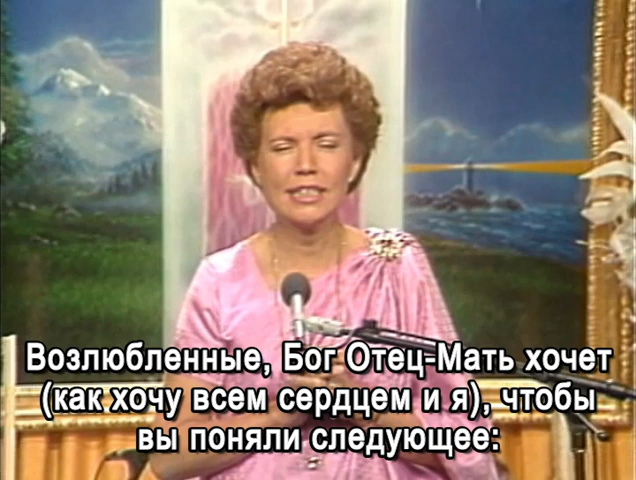 Возлюбленные, Бог Отец-Мать хочет
(как хочу всем сердцем и я), чтобы
вы поняли следующее: